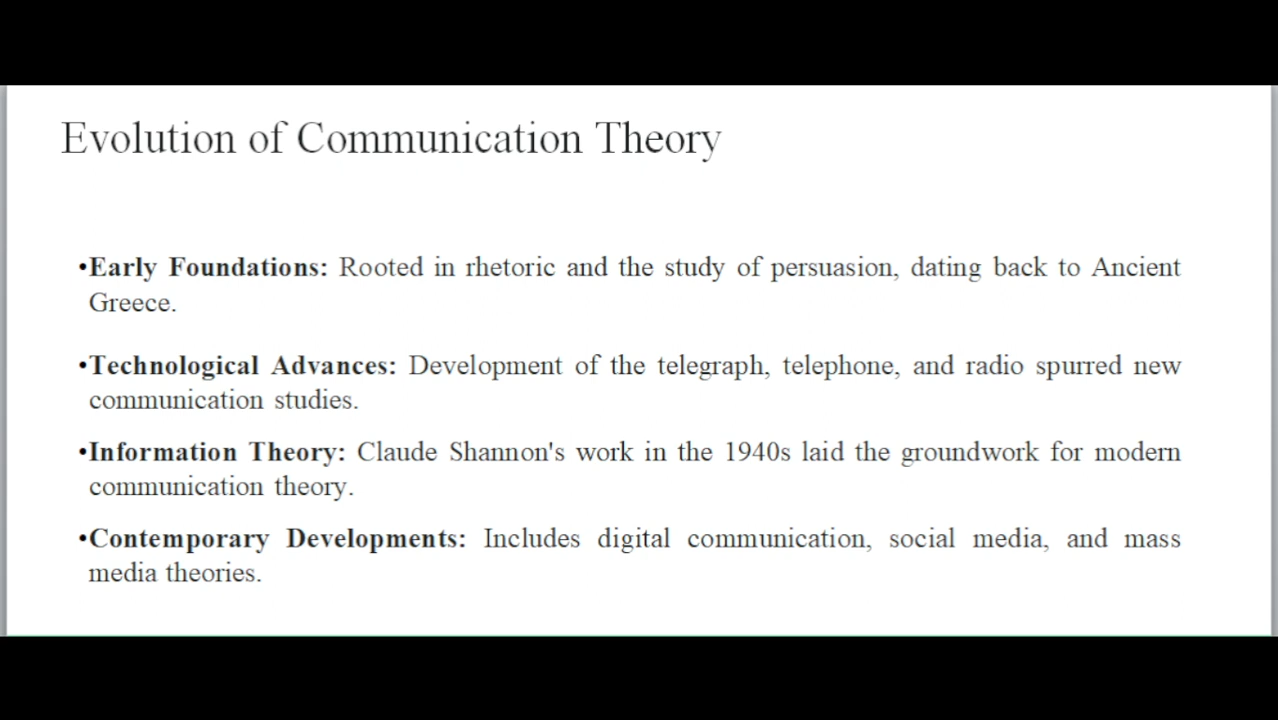 Evolution of Communication Theory
•Early Foundations: Rooted in rhetoric and the study of persuasion, dating back to Ancient
Greece.
•Technological Advances: Development of the telegraph, telephone, and radio spurred new
communication studies.
•Information Theory: Claude Shannon's work in the 1940s laid the groundwork for modern
communication theory.
•Contemporary Developments: Includes digital communication, social media, and mass
media theories.